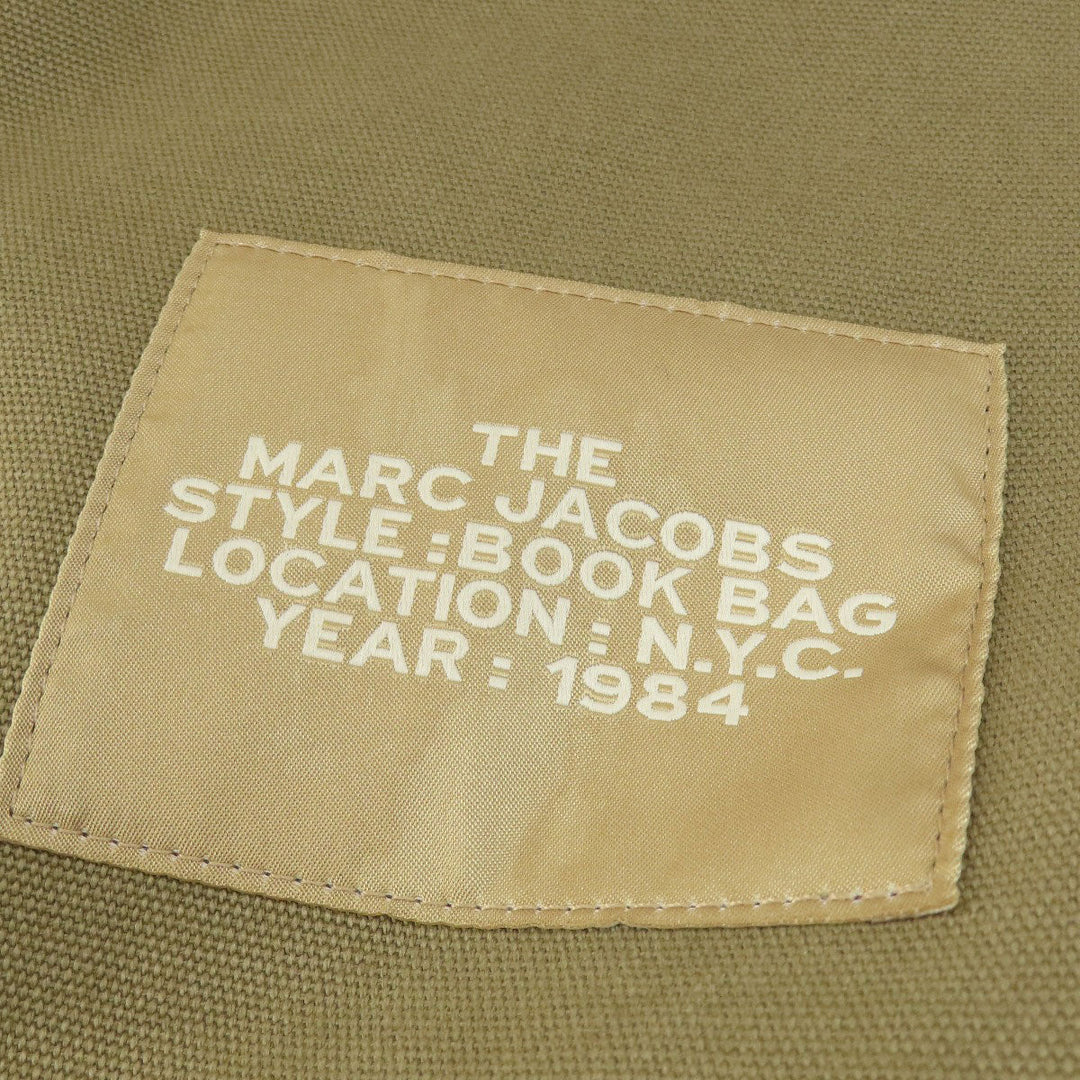 THE
MARC JACOBS
STYLE : BOOK BAG
LOCATION : N.Y.C.
YEAR : 1984